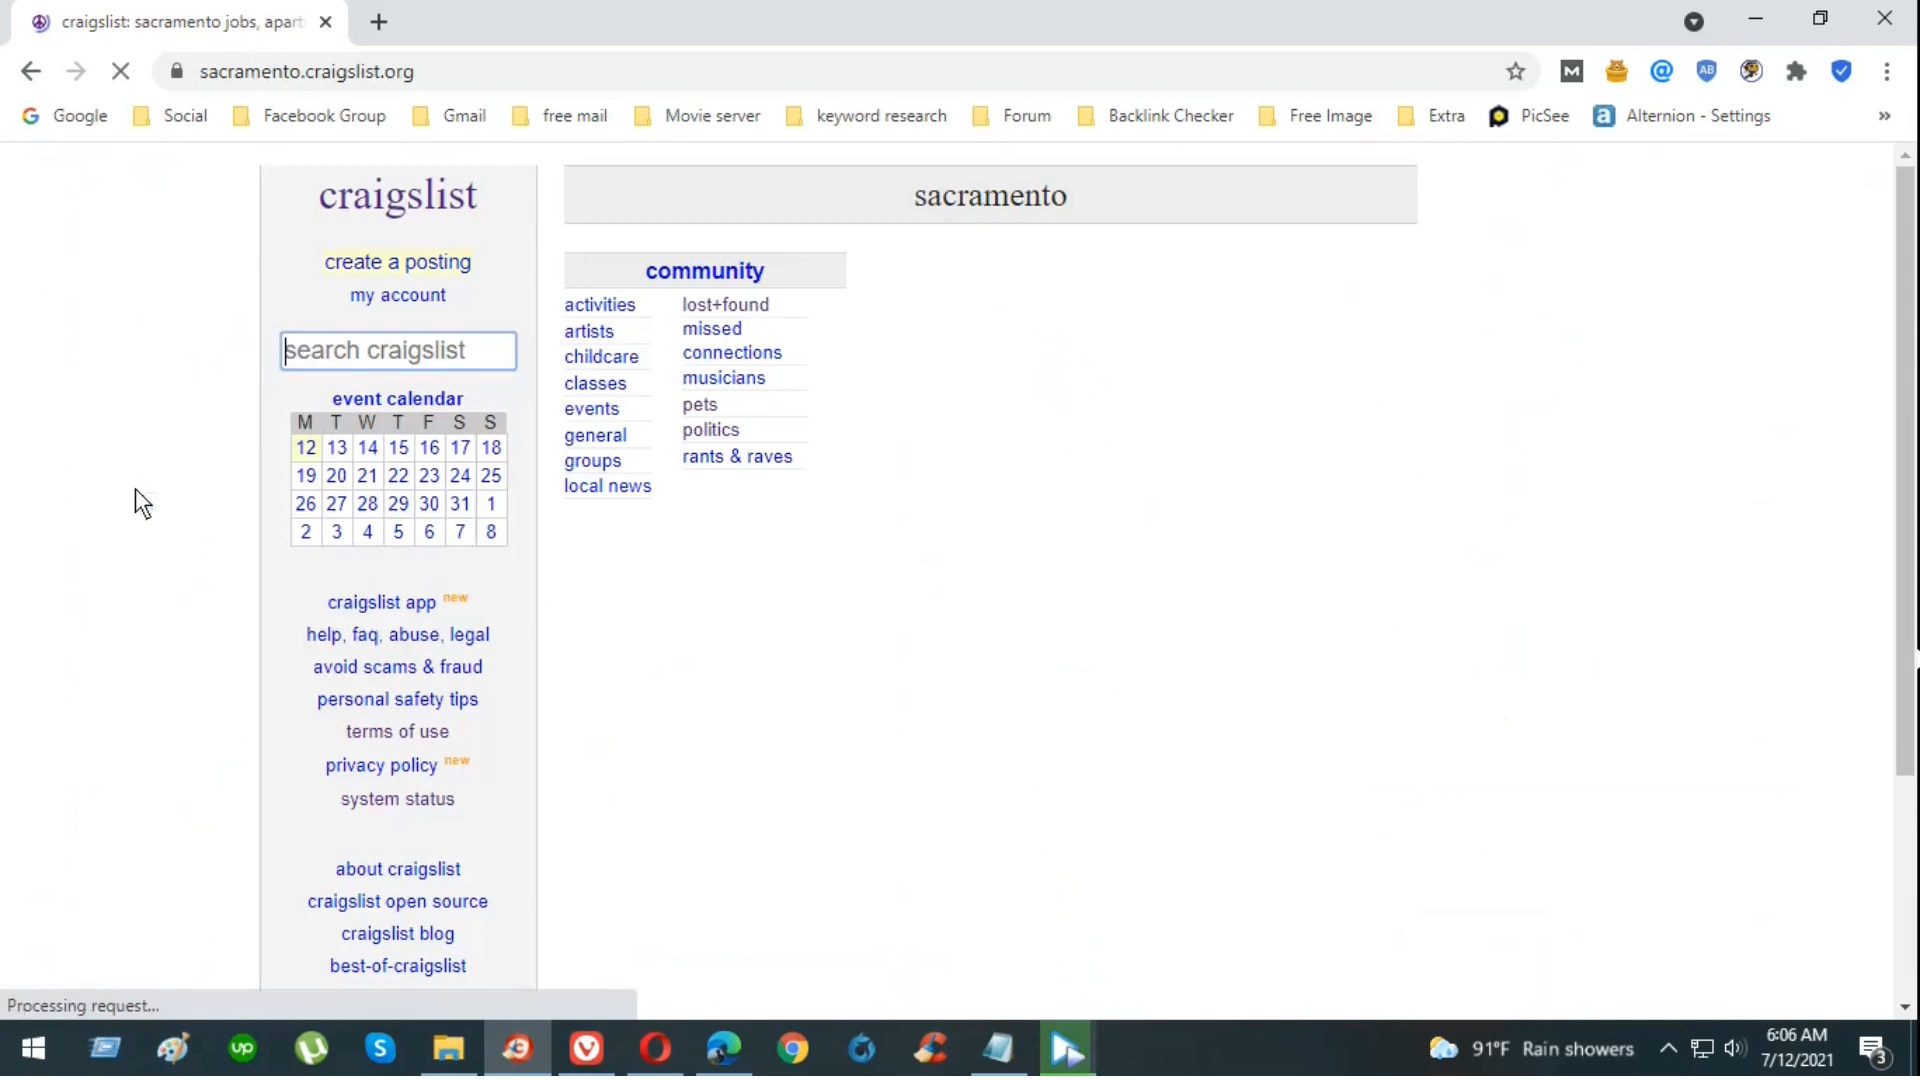 craigslist: sacramento jobs, apart
sacramento.craigslist.org
Google Social Facebook Group Gmail free mail Movie server keyword research Forum Backlink Checker Free Image Extra PicSee Alternion - Settings »
craigslist
create a posting
my account
search craigslist
event calendar
M T W T F S S
12 13 14 15 16 17 18
19 20 21 22 23 24 25
26 27 28 29 30 31 1
2 3 4 5 6 7 8
craigslist app new
help, faq, abuse, legal
avoid scams & fraud
personal safety tips
terms of use
privacy policy new
system status
about craigslist
craigslist open source
craigslist blog
best-of-craigslist
sacramento
community
activities
artists
childcare
classes
events
general
groups
local news
lost+found
missed
connections
musicians
pets
politics
rants & raves
Processing request...
up
91°F Rain showers
6:06 AM
7/12/2021
3